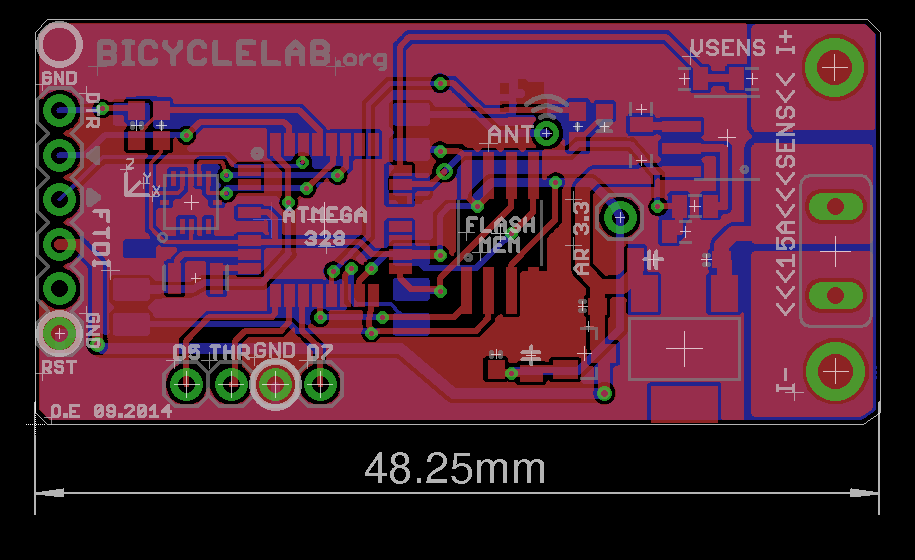 BICYCLELAB.org
VSENS
I+
GND
DTR
ANT
<<<15A<<<SENS<<
Z
Y
X
ATMEGA
328
FLASH
MEM
AR 3.3
FTDI
GND
RST
D5 THR GND D7
I-
D.E 09.2014
48.25mm